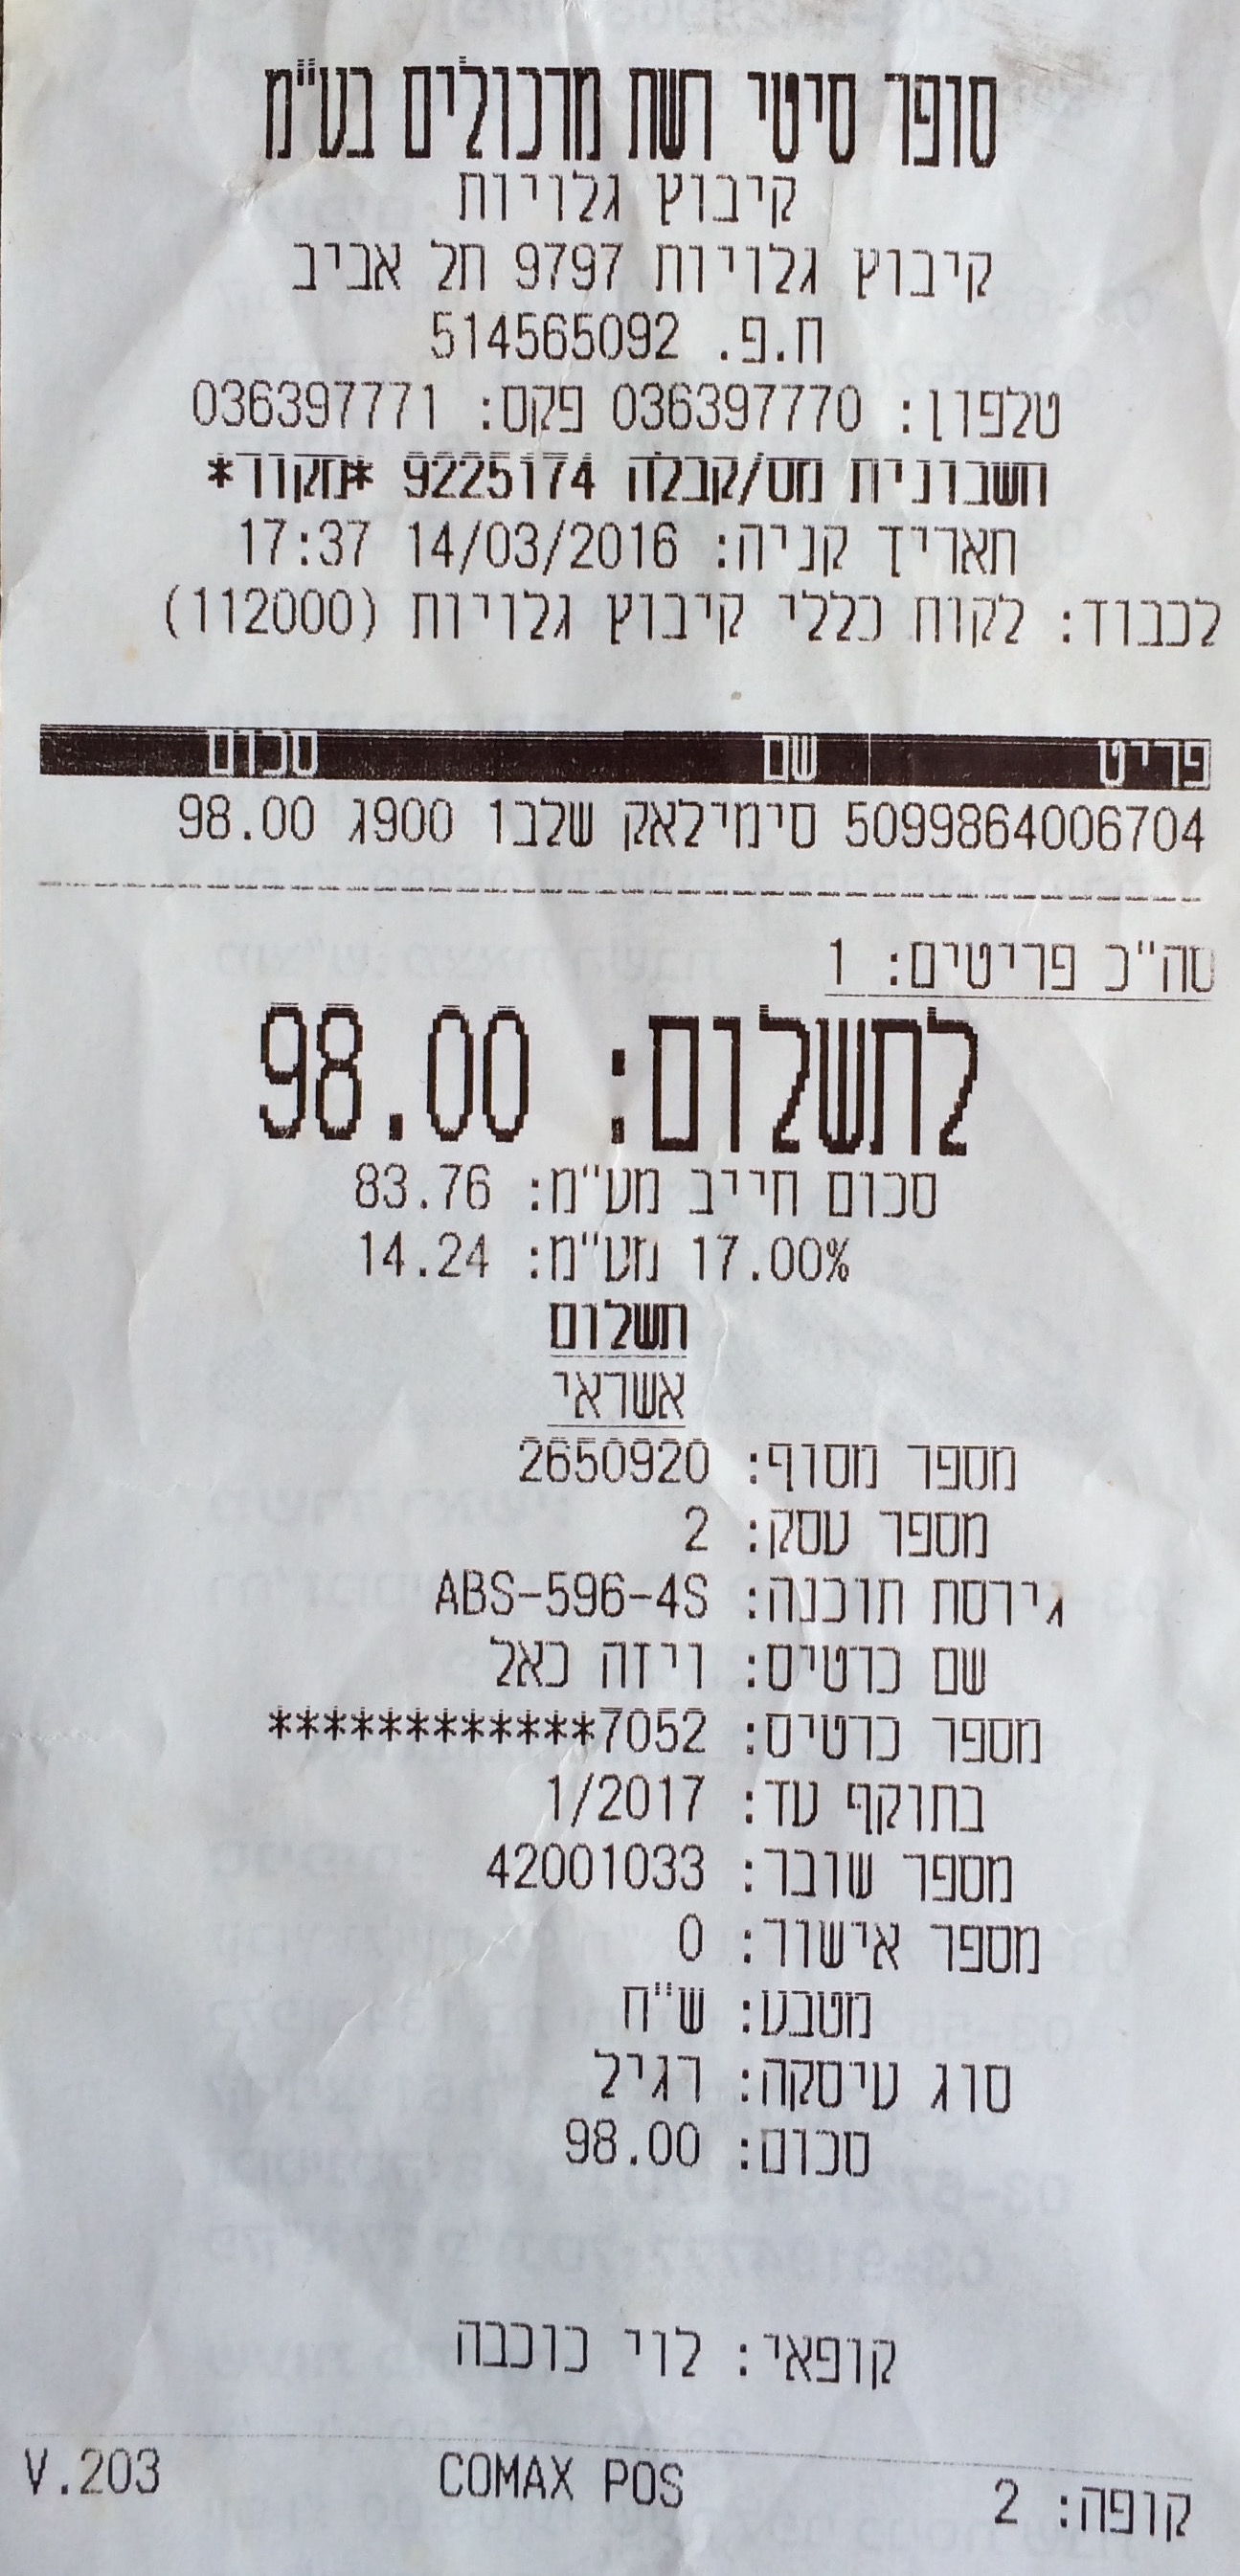 סופר סיטי רשת מרכולים בע"מ
קיבוץ גלויות
קיבוץ גלויות 9797 תל אביב
ח.פ. 514565092
טלפון: 036397770 פקס: 036397771
חשבונית מס/קבלה 9225174 *מקור*
תאריך קניה: 14/03/2016 17:37
לכבוד: לקוח כללי קיבוץ גלויות (112000)
פריט שם סכום
5099864006704 סימילאק שלב1 900ג 98.00
סה"כ פריטים: 1
לתשלום: 98.00
סכום חייב מע"מ: 83.76
17.00% מע"מ: 14.24
תשלום
אשראי
מספר מסוף: 2650920
מספר עסק: 2
גירסת תוכנה: ABS-596-4S
שם כרטיס: ויזה כאל
מספר כרטיס: 7052************
בתוקף עד: 1/2017
מספר שובר: 42001033
מספר אישור: 0
מטבע: ש"ח
סוג עיסקה: רגיל
סכום: 98.00
קופאי: לוי כוכבה
קופה: 2 COMAX POS V.203